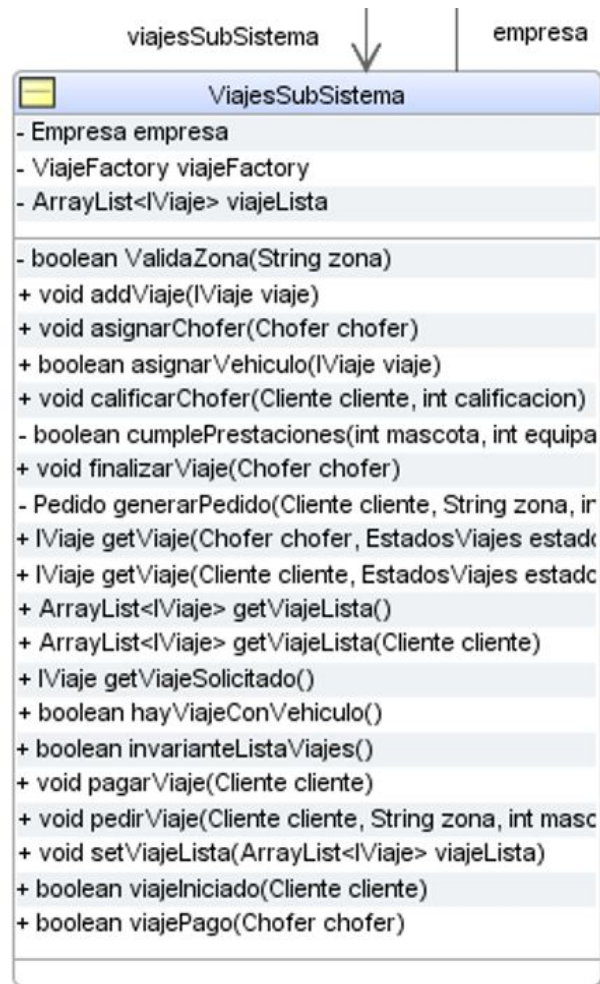 viajesSubSistema empresa
ViajesSubSistema
- Empresa empresa
- ViajeFactory viajeFactory
- ArrayList<IViaje> viajeLista
- boolean ValidaZona(String zona)
+ void addViaje(IViaje viaje)
+ void asignarChofer(Chofer chofer)
+ boolean asignarVehiculo(IViaje viaje)
+ void calificarChofer(Cliente cliente, int calificacion)
- boolean cumplePrestaciones(int mascota, int equipa
+ void finalizarViaje(Chofer chofer)
- Pedido generarPedido(Cliente cliente, String zona, in
+ IViaje getViaje(Chofer chofer, EstadosViajes estado
+ IViaje getViaje(Cliente cliente, EstadosViajes estado
+ ArrayList<IViaje> getViajeLista()
+ ArrayList<IViaje> getViajeLista(Cliente cliente)
+ IViaje getViajeSolicitado()
+ boolean hayViajeConVehiculo()
+ boolean invarianteListaViajes()
+ void pagarViaje(Cliente cliente)
+ void pedirViaje(Cliente cliente, String zona, int masc
+ void setViajeLista(ArrayList<IViaje> viajeLista)
+ boolean viajeIniciado(Cliente cliente)
+ boolean viajePago(Chofer chofer)